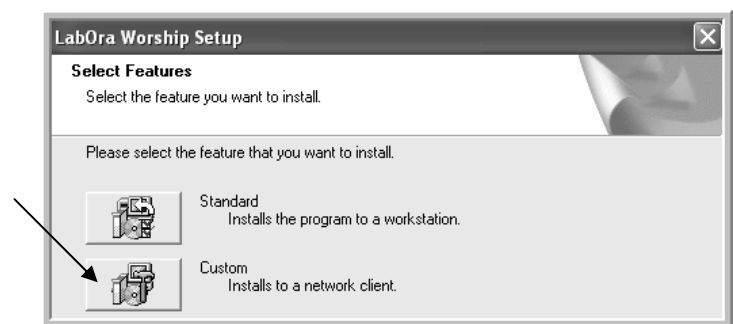 LabOra Worship Setup
Select Features
Select the feature you want to install.
Please select the feature that you want to install.
Standard
Installs the program to a workstation.
Custom
Installs to a network client.